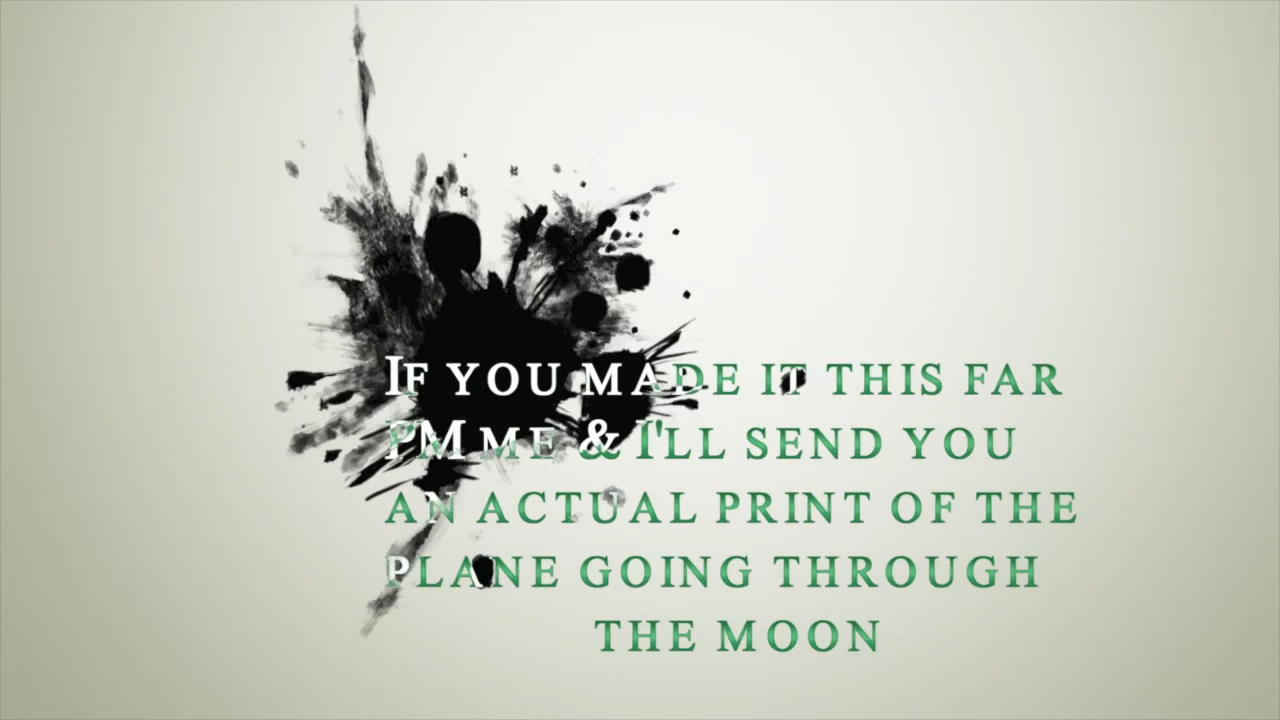 If you made it this far
PM me & I'll send you
an actual print of the
plane going through
the moon